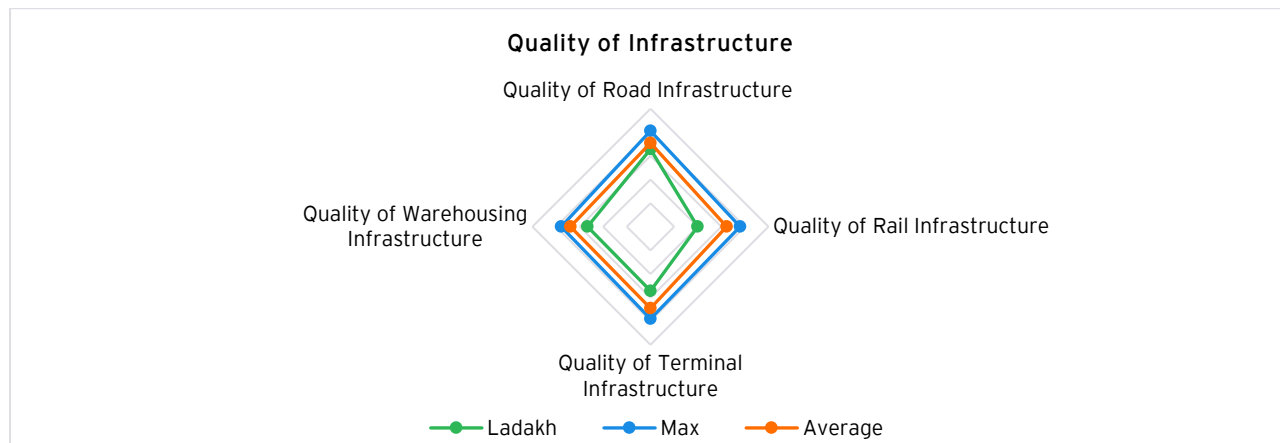 Quality of Infrastructure
Quality of Road Infrastructure
Quality of Warehousing
Infrastructure
Quality of Rail Infrastructure
Quality of Terminal
Infrastructure
Ladakh
Max
Average